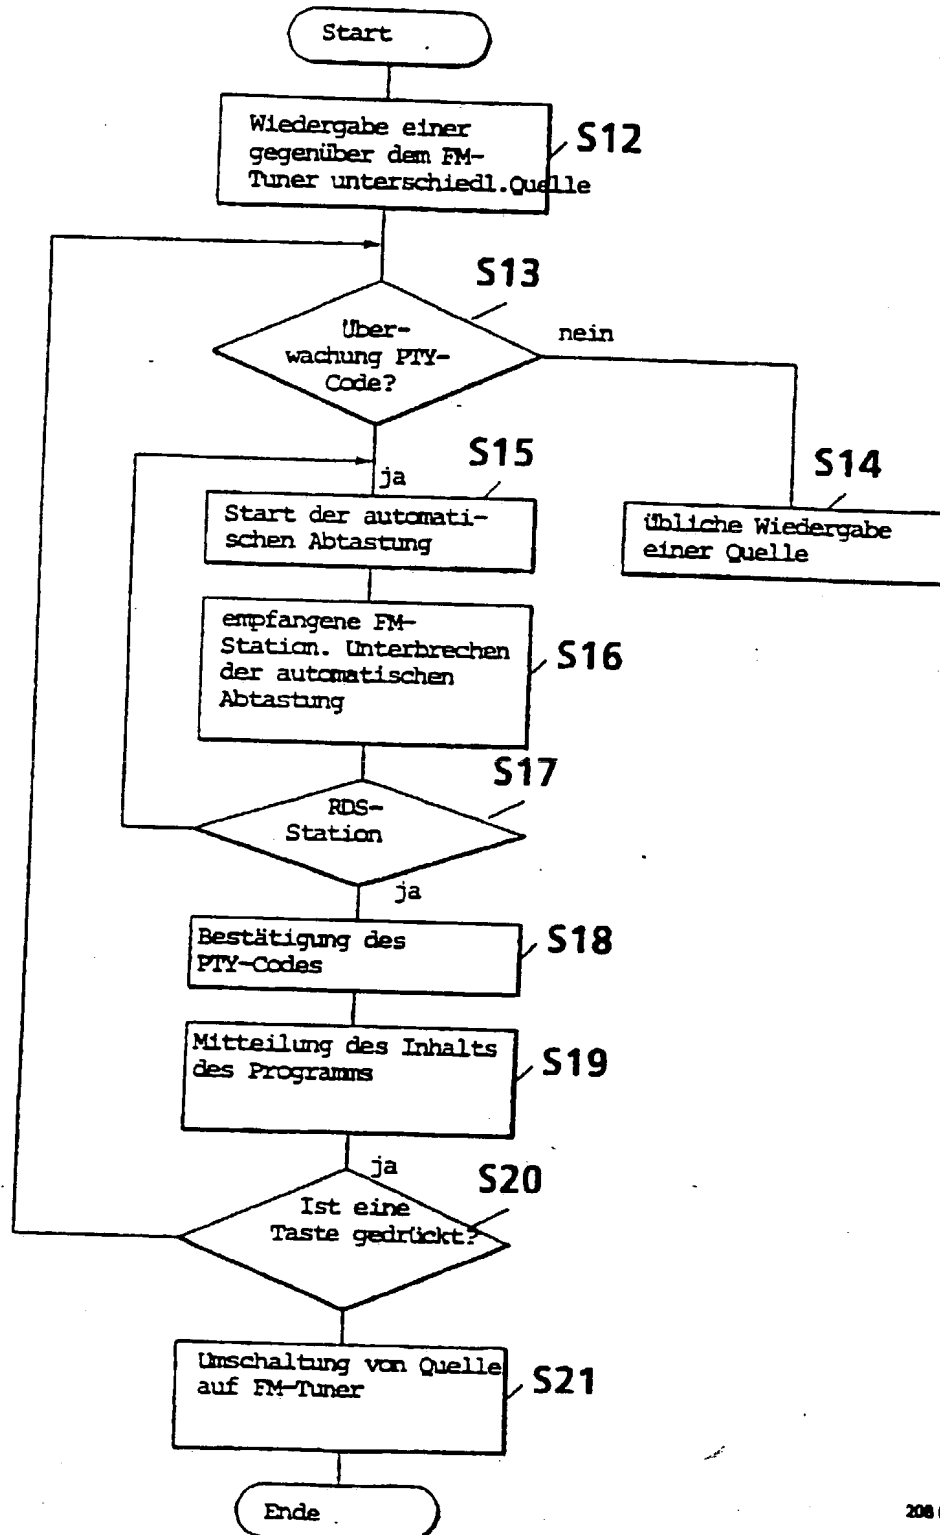 Start
Wiedergabe einer
gegenüber dem FM-
Tuner unterschiedl.Quelle
S12
S13
Über-
wachung PTY-
Code?
nein
ja
S15
S14
Start der automati-
schen Abtastung
übliche Wiedergabe
einer Quelle
empfangene FM-
Station. Unterbrechen
der automatischen
Abtastung
S16
S17
RDS-
Station
ja
Bestätigung des
PTY-Codes
S18
Mitteilung des Inhalts
des Programms
S19
ja
S20
Ist eine
Taste gedrückt?
Umschaltung von Quelle
auf FM-Tuner
S21
Ende
208